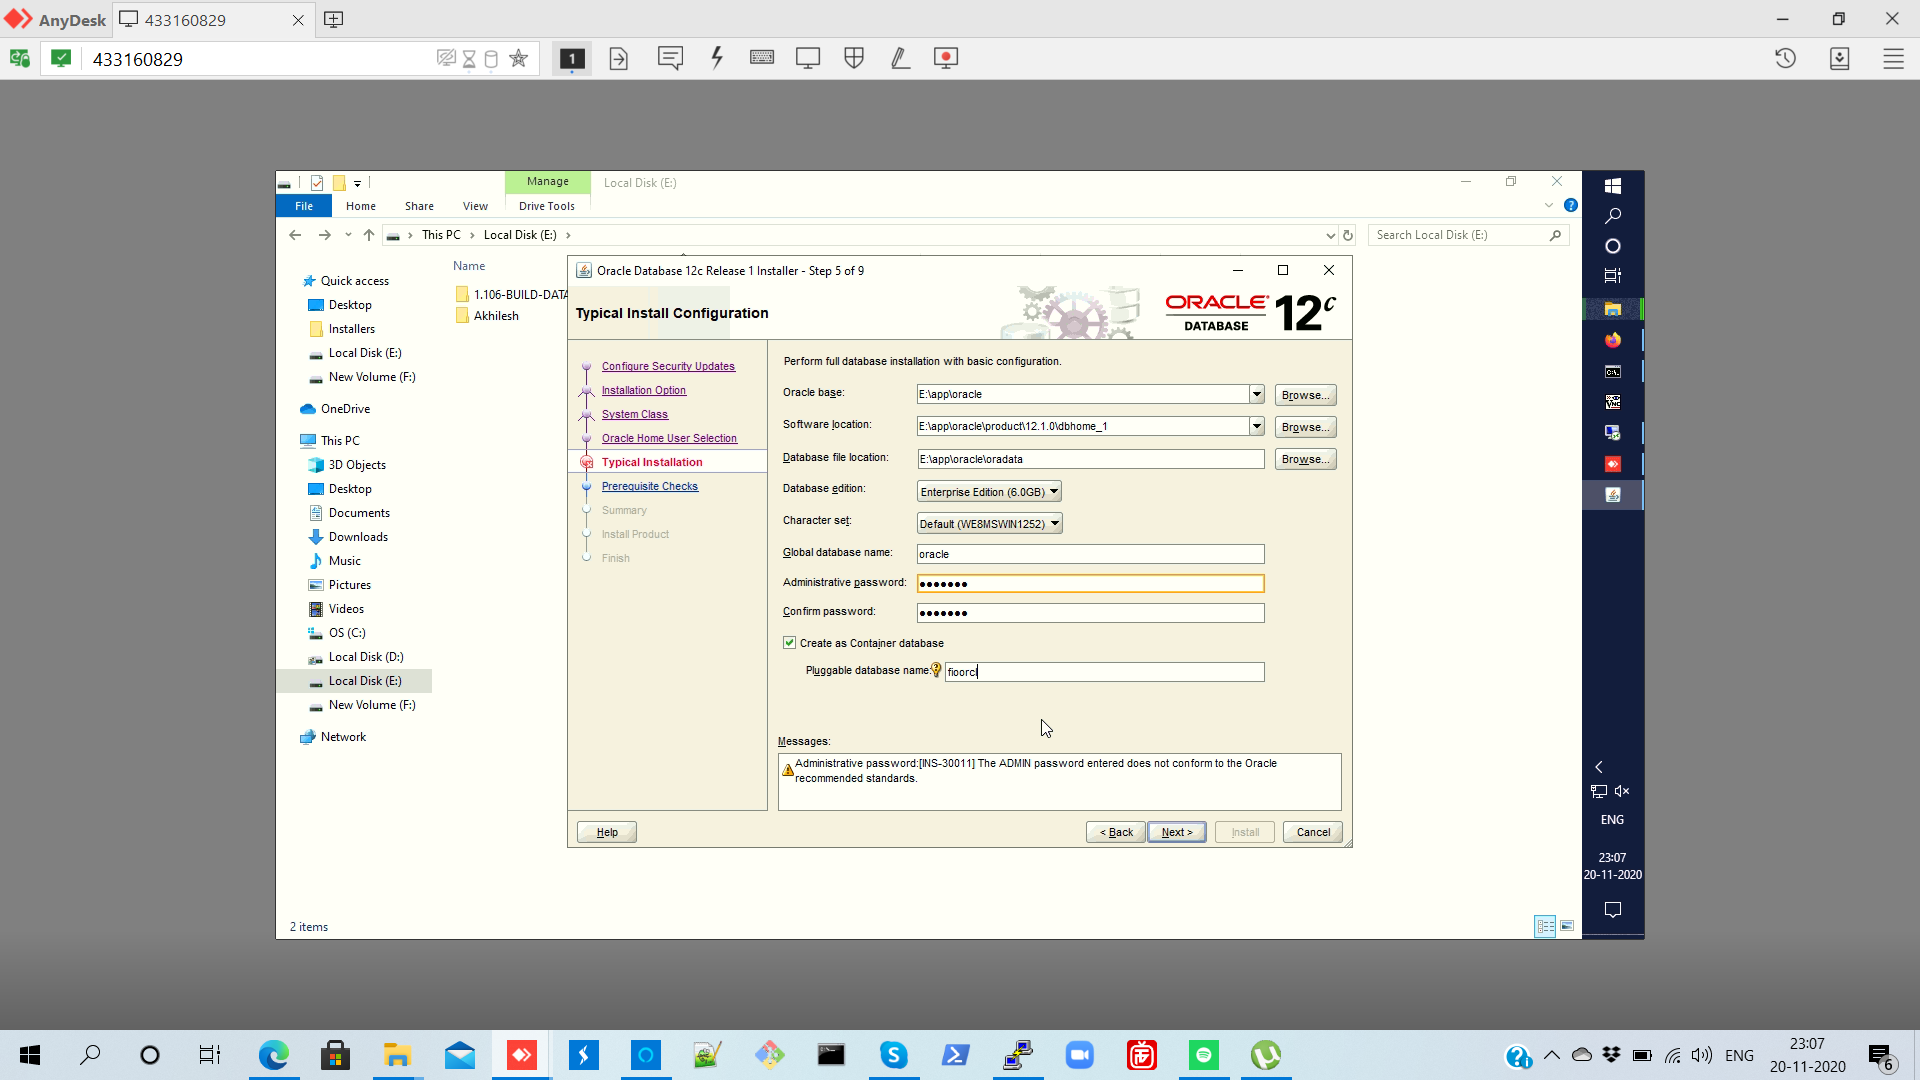 AnyDesk
433160829
433160829
1
Manage
Local Disk (E:)
File
Home
Share
View
Drive Tools
This PC
Local Disk (E:)
Search Local Disk (E:)
Name
1.106-BUILD-DATA
Akhilesh
Quick access
Desktop
Installers
Local Disk (E:)
New Volume (F:)
OneDrive
This PC
3D Objects
Desktop
Documents
Downloads
Music
Pictures
Videos
OS (C:)
Local Disk (D:)
Local Disk (E:)
New Volume (F:)
Network
2 items
Oracle Database 12c Release 1 Installer - Step 5 of 9
Typical Install Configuration
ORACLE
DATABASE
12c
Configure Security Updates
Installation Option
System Class
Oracle Home User Selection
Typical Installation
Prerequisite Checks
Summary
Install Product
Finish
Perform full database installation with basic configuration.
Oracle base:
E:\app\oracle
Browse...
Software location:
E:\app\oracle\product\12.1.0\dbhome_1
Browse...
Database file location:
E:\app\oracle\oradata
Browse...
Database edition:
Enterprise Edition (6.0GB)
Character set:
Default (WE8MSWIN1252)
Global database name:
oracle
Administrative password:
•••••••
Confirm password:
•••••••
Create as Container database
Pluggable database name:
fioorcl
Messages:
Administrative password:[INS-30011] The ADMIN password entered does not conform to the Oracle
recommended standards.
Help
< Back
Next >
Install
Cancel
ENG
23:07
20-11-2020
ENG
23:07
20-11-2020
6